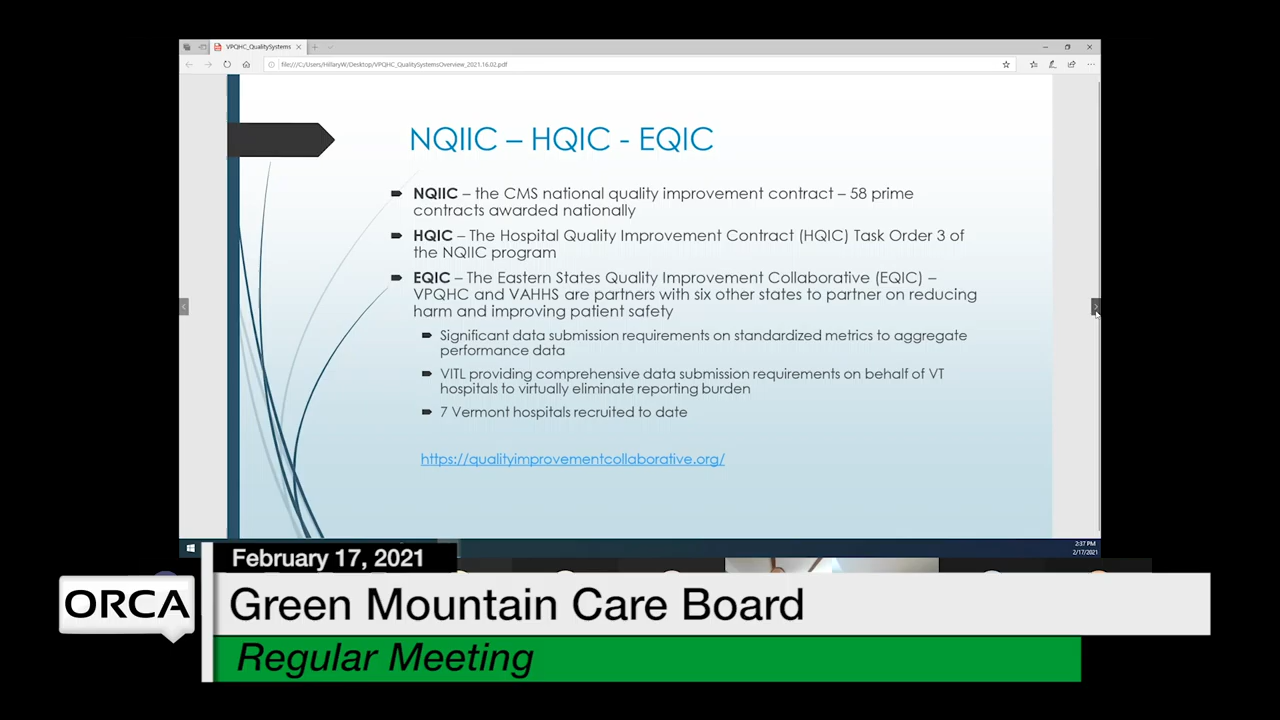 VPQHC_QualitySystems
file:///C:/Users/HillaryW/Desktop/VPQHC_QualitySystemsOverview_2021.16.02.pdf
NQIIC – HQIC - EQIC
NQIIC – the CMS national quality improvement contract – 58 prime
contracts awarded nationally
HQIC – The Hospital Quality Improvement Contract (HQIC) Task Order 3 of
the NQIIC program
EQIC – The Eastern States Quality Improvement Collaborative (EQIC) –
VPQHC and VAHHS are partners with six other states to partner on reducing
harm and improving patient safety
Significant data submission requirements on standardized metrics to aggregate
performance data
VITL providing comprehensive data submission requirements on behalf of VT
hospitals to virtually eliminate reporting burden
7 Vermont hospitals recruited to date
https://qualityimprovementcollaborative.org/
2:37 PM
2/17/2021
February 17, 2021
ORCA
Green Mountain Care Board
Regular Meeting